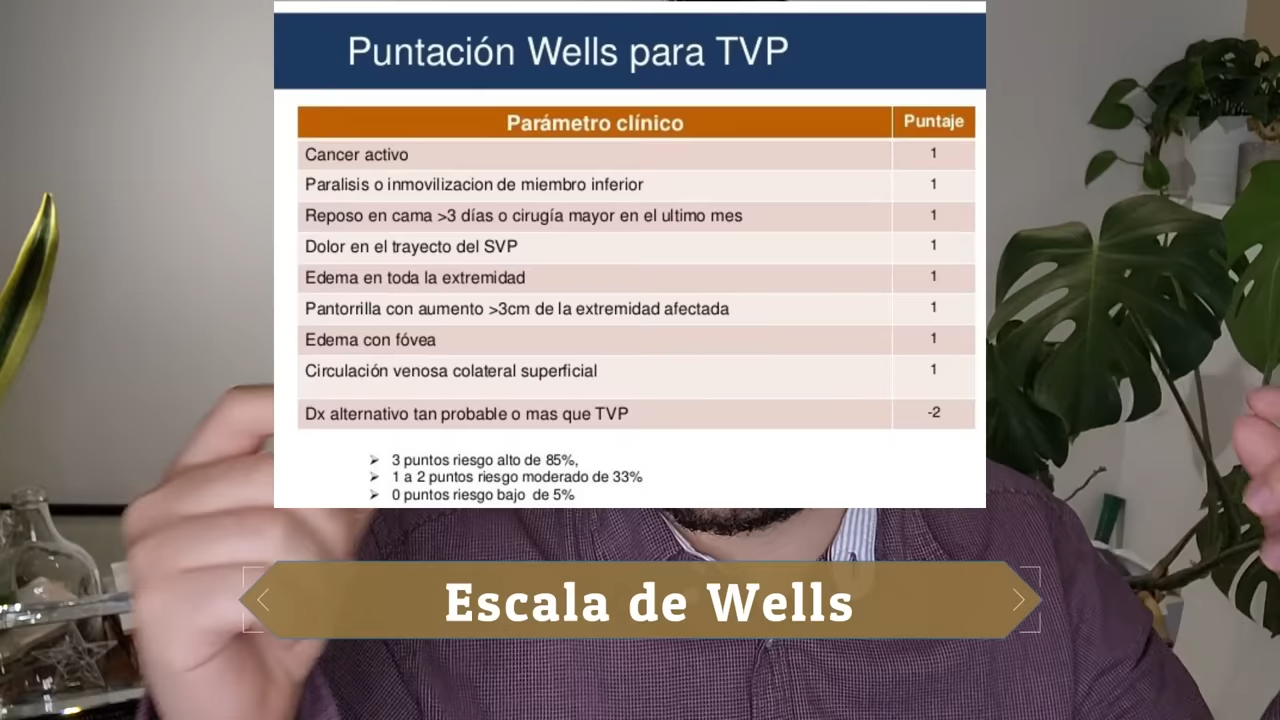 Puntación Wells para TVP
Parámetro clínico Puntaje
Cancer activo 1
Paralisis o inmovilizacion de miembro inferior 1
Reposo en cama >3 días o cirugía mayor en el ultimo mes 1
Dolor en el trayecto del SVP 1
Edema en toda la extremidad 1
Pantorrilla con aumento >3cm de la extremidad afectada 1
Edema con fóvea 1
Circulación venosa colateral superficial 1
Dx alternativo tan probable o mas que TVP -2
3 puntos riesgo alto de 85%,
1 a 2 puntos riesgo moderado de 33%
0 puntos riesgo bajo de 5%
Escala de Wells